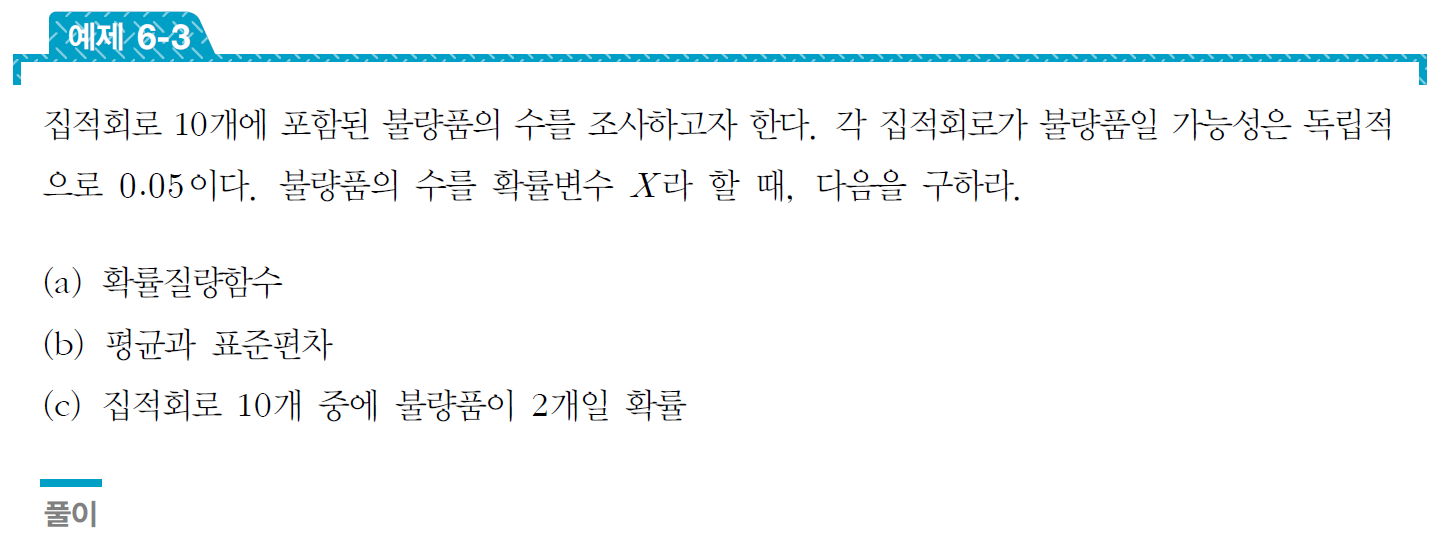 예제 6-3
집적회로 10개에 포함된 불량품의 수를 조사하고자 한다. 각 집적회로가 불량품일 가능성은 독립적
으로 0.05이다. 불량품의 수를 확률변수 X라 할 때, 다음을 구하라.
(a) 확률질량함수
(b) 평균과 표준편차
(c) 집적회로 10개 중에 불량품이 2개일 확률
풀이